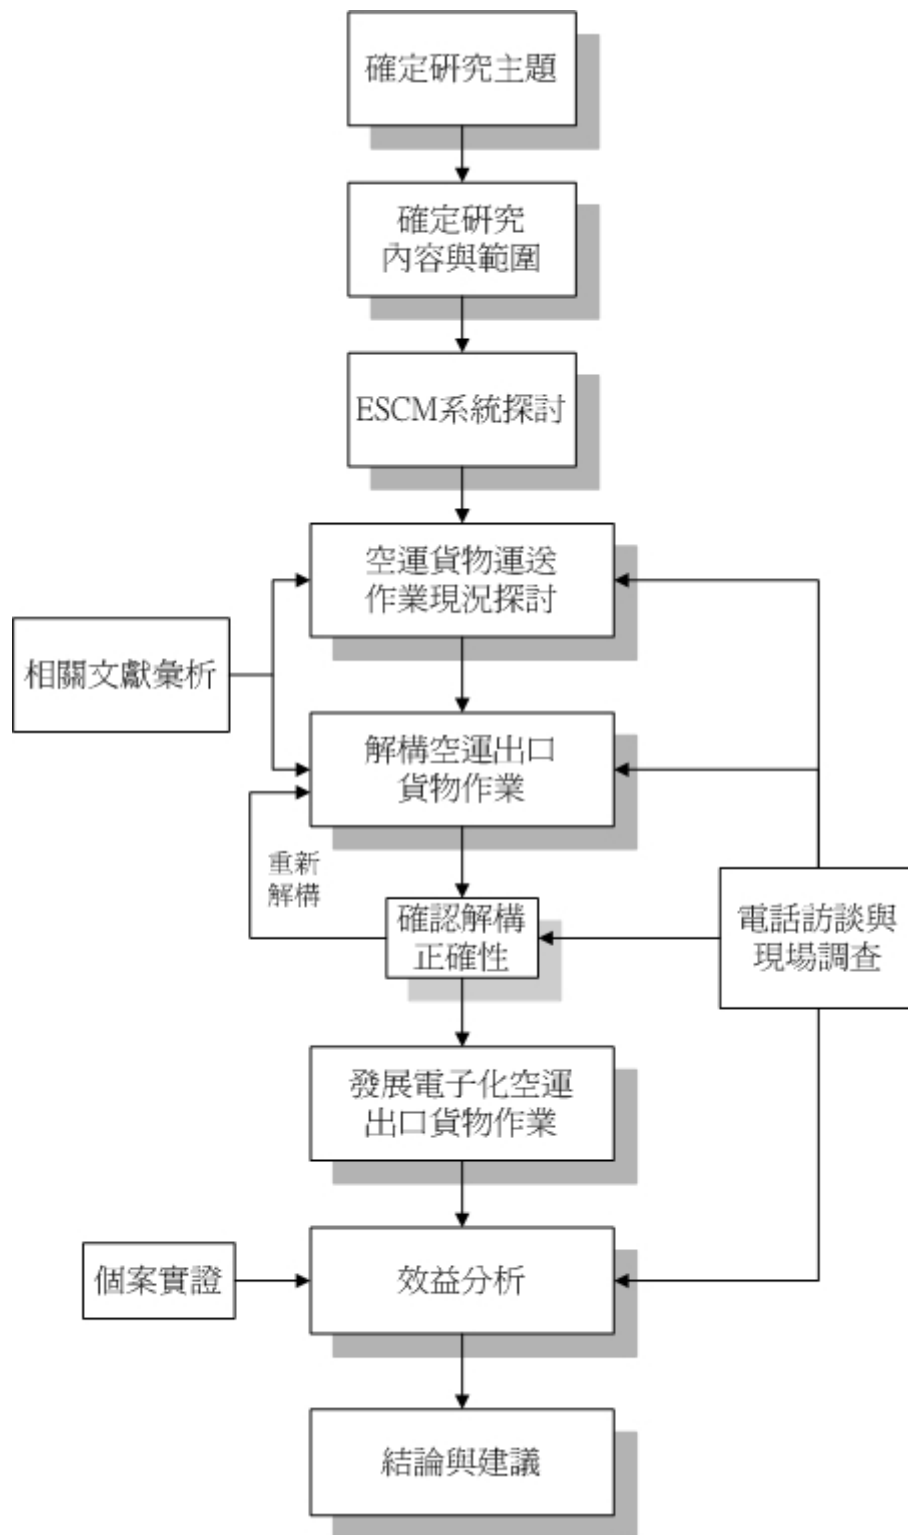 確定研究主題
確定研究
內容與範圍
ESCM系統探討
空運貨物運送
作業現況探討
相關文獻彙析
解構空運出口
貨物作業
重新
解構
確認解構
正確性
電話訪談與
現場調查
發展電子化空運
出口貨物作業
個案實證
效益分析
結論與建議